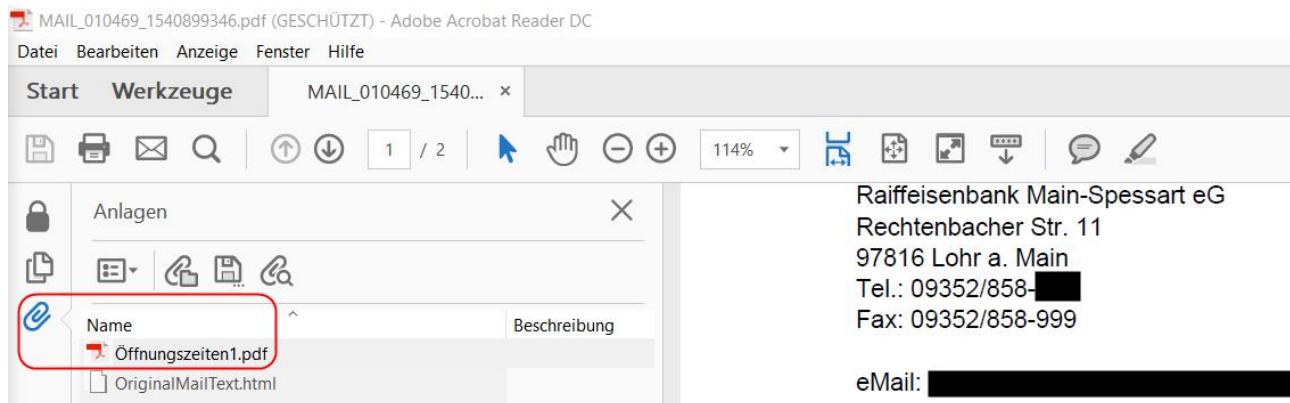 MAIL_010469_1540899346.pdf (GESCHÜTZT) - Adobe Acrobat Reader DC
Datei Bearbeiten Anzeige Fenster Hilfe
Start Werkzeuge MAIL_010469_1540... ×
1 / 2 114%
Anlagen
Name Beschreibung
Öffnungszeiten1.pdf
OriginalMailText.html
Raiffeisenbank Main-Spessart eG
Rechtenbacher Str. 11
97816 Lohr a. Main
Tel.: 09352/858-
Fax: 09352/858-999
eMail: